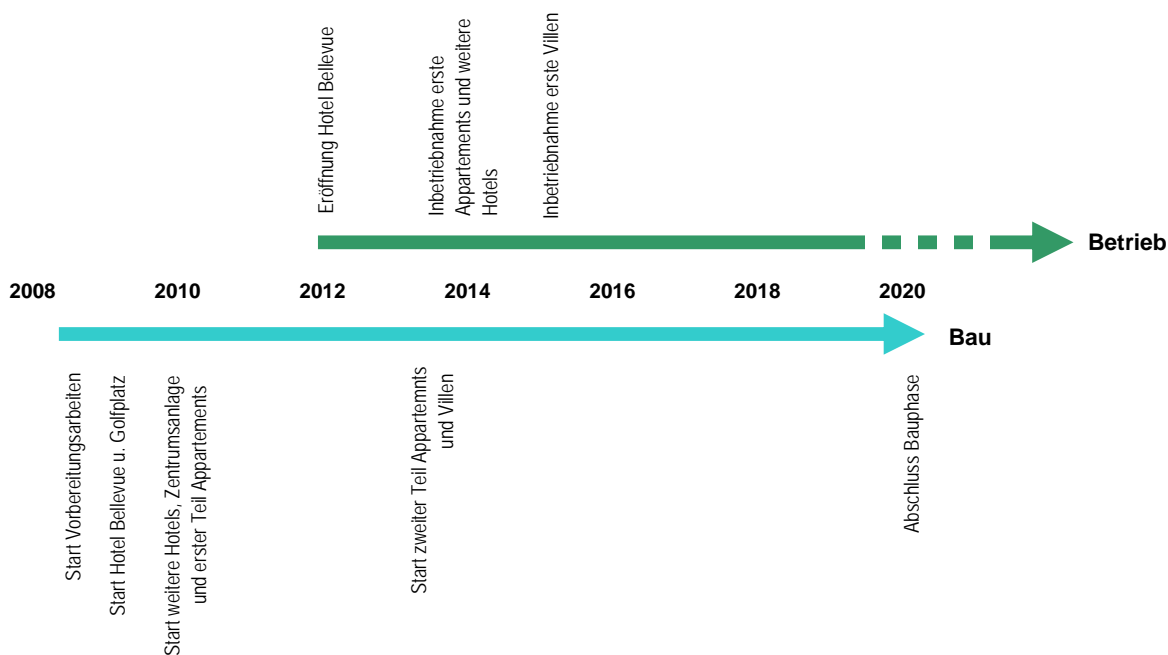 Eröffnung Hotel Bellevue
Inbetriebnahme erste
Appartements und weitere
Hotels
Inbetriebnahme erste Villen
Betrieb
2008
2010
2012
2014
2016
2018
2020
Bau
Start Vorbereitungsarbeiten
Start Hotel Bellevue u. Golfplatz
Start weitere Hotels, Zentrumsanlage
und erster Teil Appartements
Start zweiter Teil Appartemnts
und Villen
Abschluss Bauphase